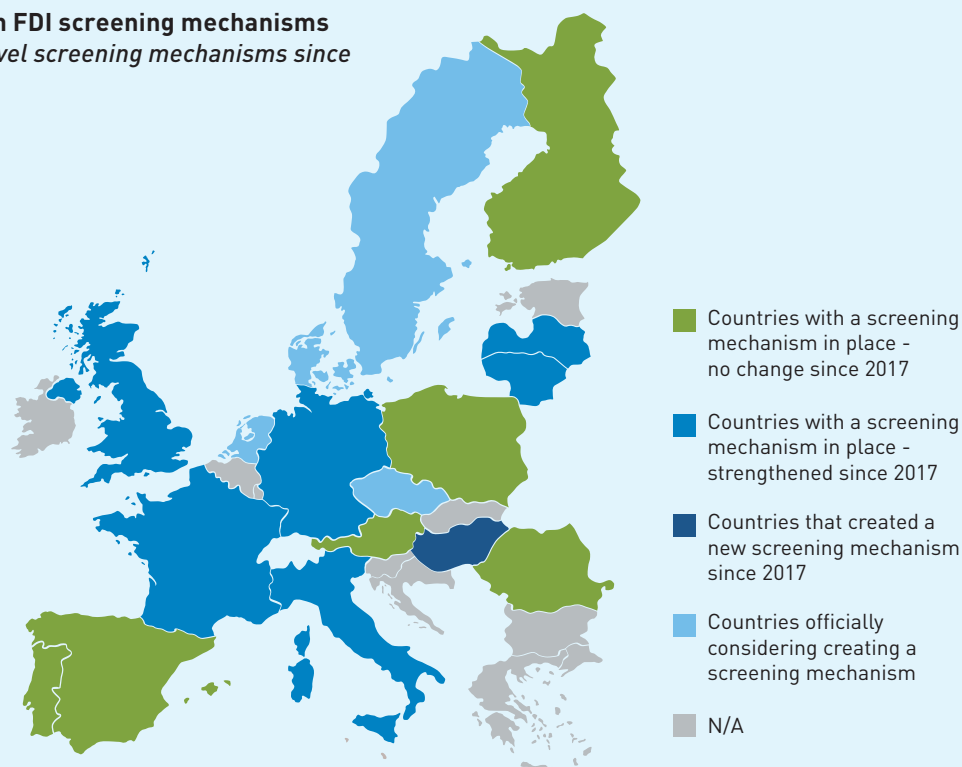 FDI screening mechanisms
screening mechanisms since
Countries with a screening
mechanism in place -
no change since 2017
Countries with a screening
mechanism in place -
strengthened since 2017
Countries that created a
new screening mechanism
since 2017
Countries officially
considering creating a
screening mechanism
N/A